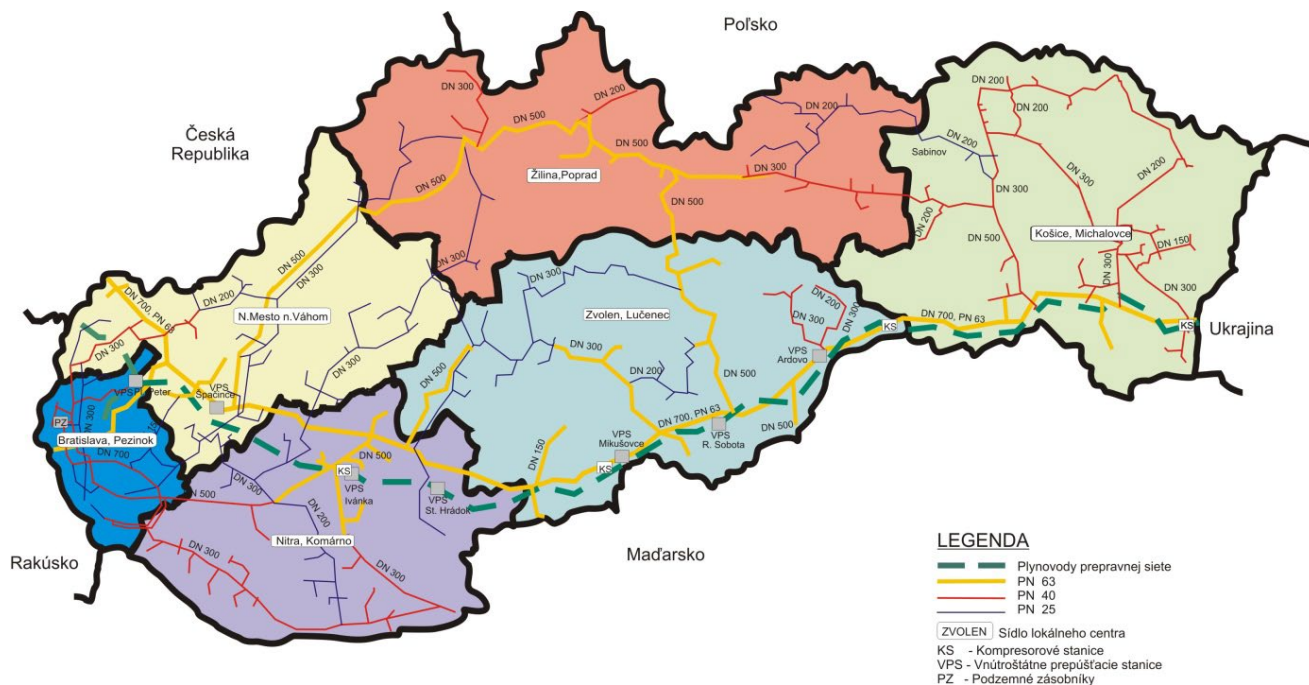 Poľsko
Česká
Republika
Ukrajina
Maďarsko
Rakúsko
DN 300
DN 200
DN 500
DN 500
DN 500
Žilina,Poprad
DN 500
DN 300
DN 200
DN 200
Sabinov
DN 200
DN 200
DN 200
DN 300
DN 300
DN 200
DN 500
Košice, Michalovce
DN 150
DN 300
DN 300
KS
DN 700, PN 63
KS
DN 500
DN 300
DN 200
DN 700, PN 63
N.Mesto n.Váhom
DN 300
DN 300
DN 300
VPS
Špačince
VPS
Peter
PZ
DN 300
Bratislava, Pezinok
DN 700
DN 300
Zvolen, Lučenec
DN 200
DN 300
DN 300
VPS
Ardovo
DN 300
DN 200
DN 500
DN 500
DN 700, PN 63
DN 500
VPS
R. Sobota
VPS
Mikušovce
KS
DN 150
DN 500
KS
VPS
Ivánka
VPS
St. Hrádok
DN 300
DN 200
500
Nitra, Komárno
DN 300
DN 300
LEGENDA
Plynovody prepravnej siete
PN 63
PN 40
PN 25
ZVOLEN Sídlo lokálneho centra
KS - Kompresorové stanice
VPS - Vnútroštátne prepúšťacie stanice
PZ - Podzemné zásobníky